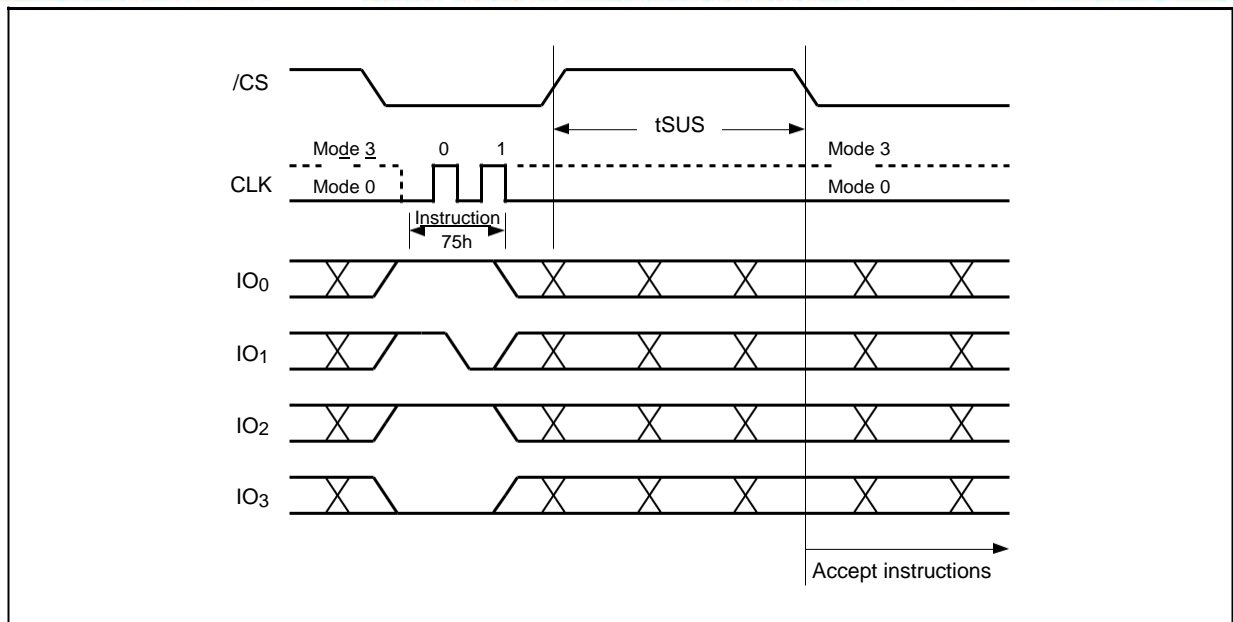 /CS
tSUS
Mode 3 0 1 Mode 3
CLK
Mode 0 Mode 0
Instruction
75h
IO0
IO1
IO2
IO3
Accept instructions